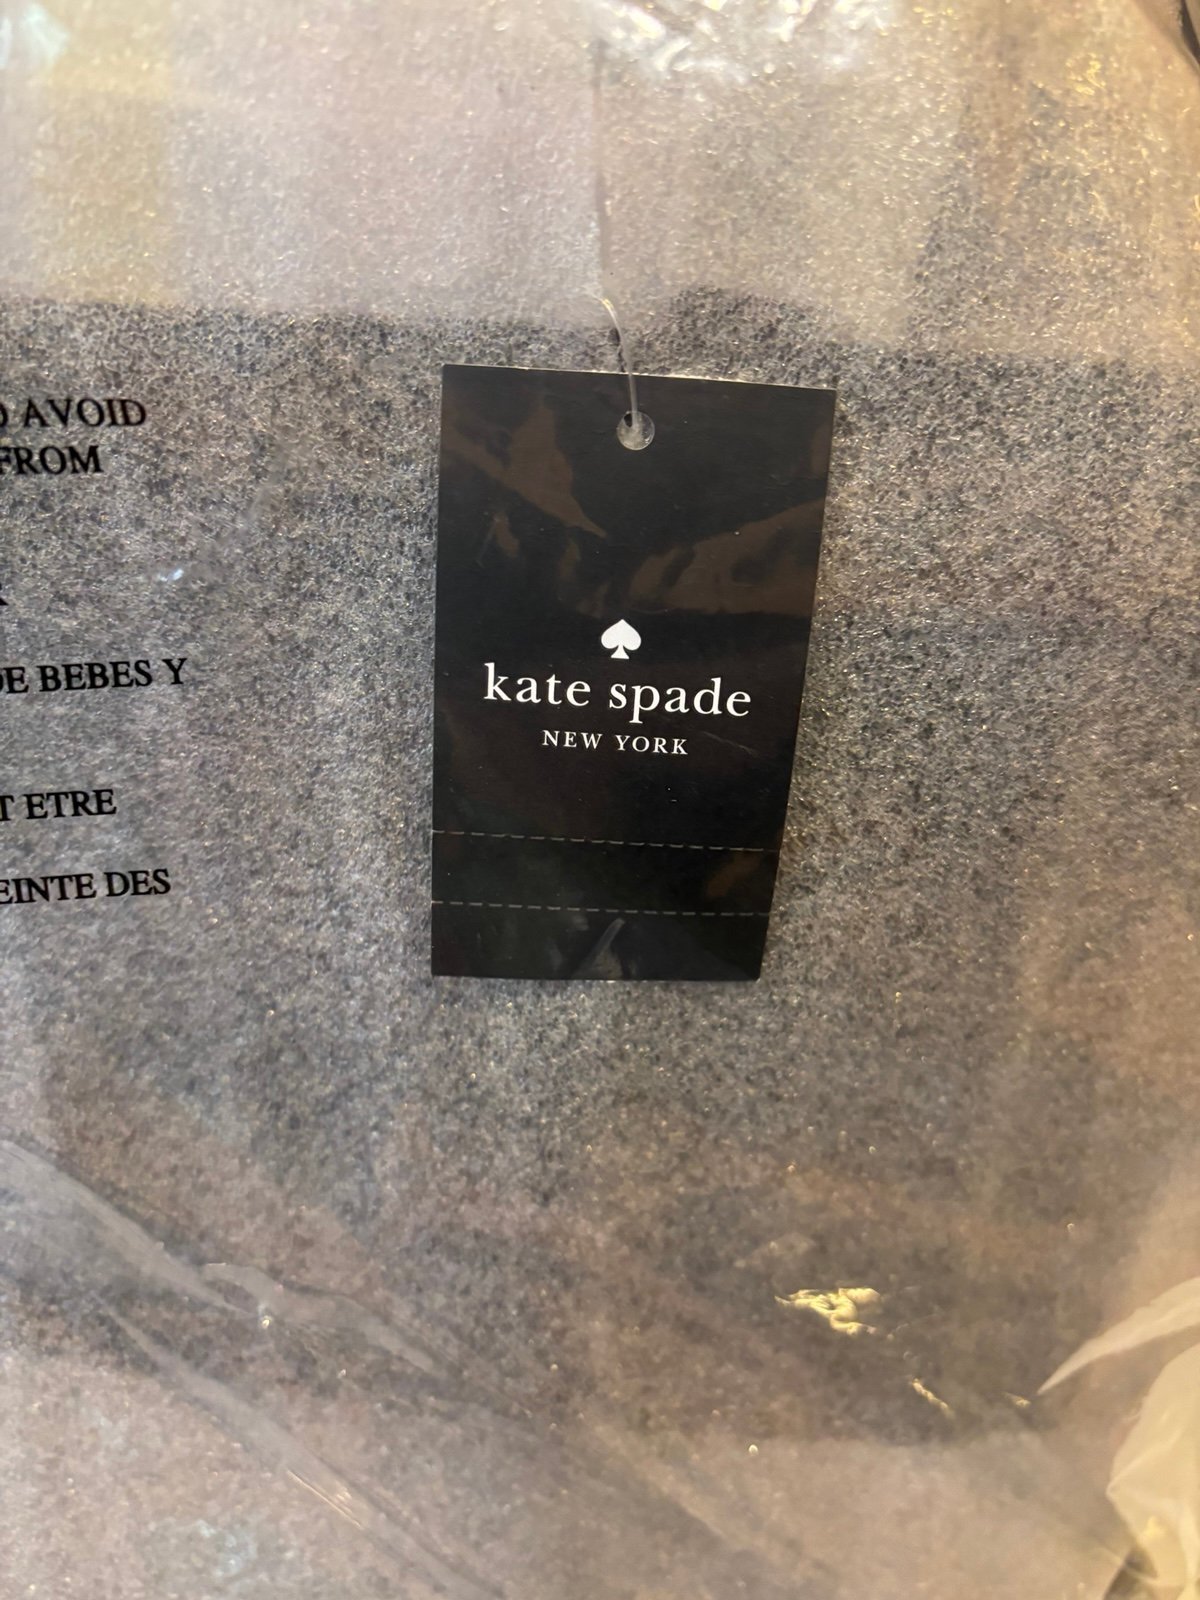 AVOID
FROM
DE BEBES Y
T ETRE
EINTE DES
kate spade
NEW YORK